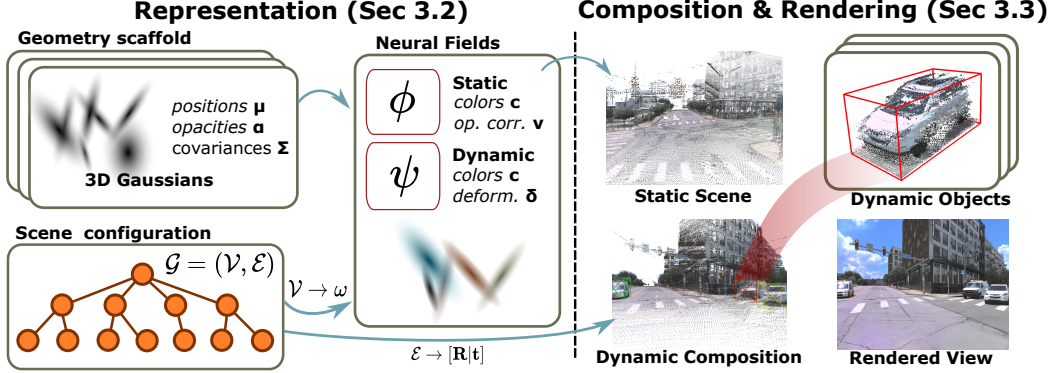 Representation (Sec 3.2)
Composition & Rendering (Sec 3.3)
Geometry scaffold
positions μ
opacities α
covariances Σ
3D Gaussians
Scene configuration
𝒢 = (𝒱, ℰ)
𝒱 → ω
ℰ → [R|t]
Neural Fields
ϕ
Static
colors c
op. corr. v
ψ
Dynamic
colors c
deform. δ
Static Scene
Dynamic Objects
Dynamic Composition
Rendered View